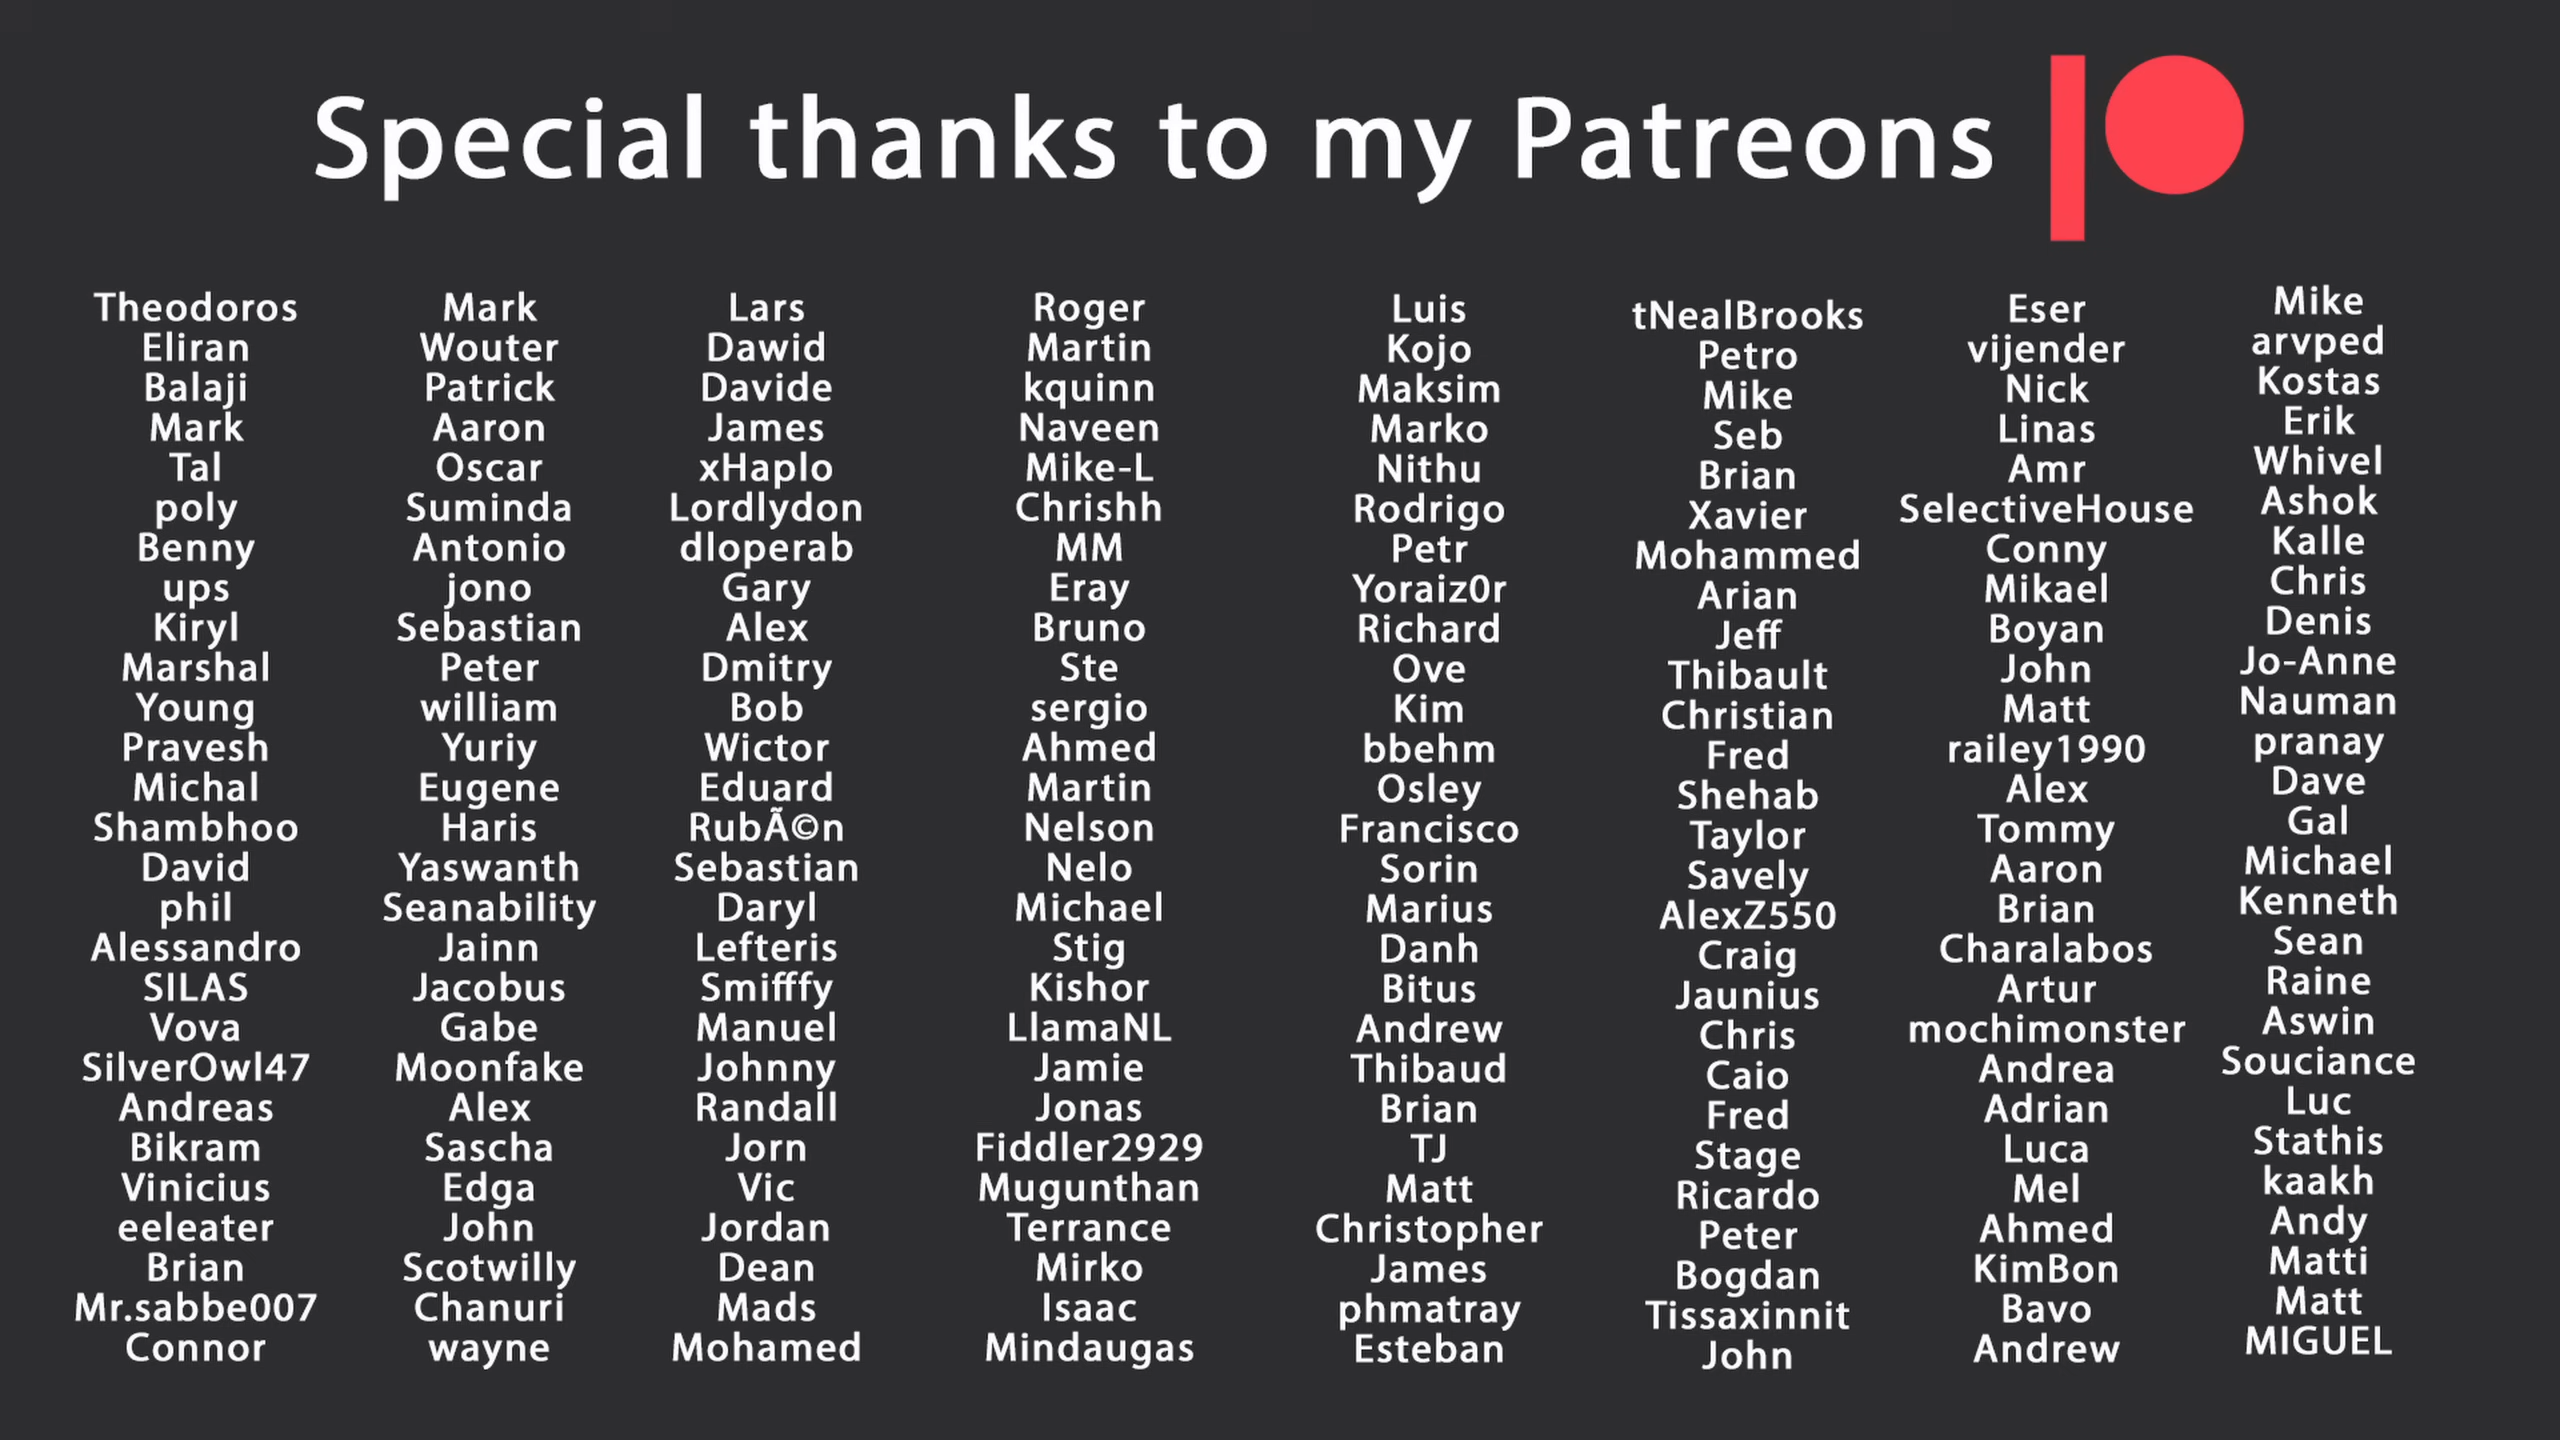 Special thanks to my Patreons
Theodoros
Eliran
Balaji
Mark
Tal
poly
Benny
ups
Kiryl
Marshal
Young
Pravesh
Michal
Shambhoo
David
phil
Alessandro
SILAS
Vova
SilverOwl47
Andreas
Bikram
Vinicius
eeleater
Brian
Mr.sabbe007
Connor
Mark
Wouter
Patrick
Aaron
Oscar
Suminda
Antonio
jono
Sebastian
Peter
william
Yuriy
Eugene
Haris
Yaswanth
Seanability
Jainn
Jacobus
Gabe
Moonfake
Alex
Sascha
Edga
John
Scotwilly
Chanuri
wayne
Lars
Dawid
Davide
James
xHaplo
Lordlydon
dloperab
Gary
Alex
Dmitry
Bob
Wictor
Eduard
RubÃ©n
Sebastian
Daryl
Lefteris
Smifffy
Manuel
Johnny
Randall
Jorn
Vic
Jordan
Dean
Mads
Mohamed
Roger
Martin
kquinn
Naveen
Mike-L
Chrishh
MM
Eray
Bruno
Ste
sergio
Ahmed
Martin
Nelson
Nelo
Michael
Stig
Kishor
LlamaNL
Jamie
Jonas
Fiddler2929
Mugunthan
Terrance
Mirko
Isaac
Mindaugas
Luis
Kojo
Maksim
Marko
Nithu
Rodrigo
Petr
Yoraiz0r
Richard
Ove
Kim
bbehm
Osley
Francisco
Sorin
Marius
Danh
Bitus
Andrew
Thibaud
Brian
TJ
Matt
Christopher
James
phmatray
Esteban
tNealBrooks
Petro
Mike
Seb
Brian
Xavier
Mohammed
Arian
Jeff
Thibault
Christian
Fred
Shehab
Taylor
Savely
AlexZ550
Craig
Jaunius
Chris
Caio
Fred
Stage
Ricardo
Peter
Bogdan
Tissaxinnit
John
Eser
vijender
Nick
Linas
Amr
SelectiveHouse
Conny
Mikael
Boyan
John
Matt
railey1990
Alex
Tommy
Aaron
Brian
Charalabos
Artur
mochimonster
Andrea
Adrian
Luca
Mel
Ahmed
KimBon
Bavo
Andrew
Mike
arvped
Kostas
Erik
Whivel
Ashok
Kalle
Chris
Denis
Jo-Anne
Nauman
pranay
Dave
Gal
Michael
Kenneth
Sean
Raine
Aswin
Souciance
Luc
Stathis
kaakh
Andy
Matti
Matt
MIGUEL